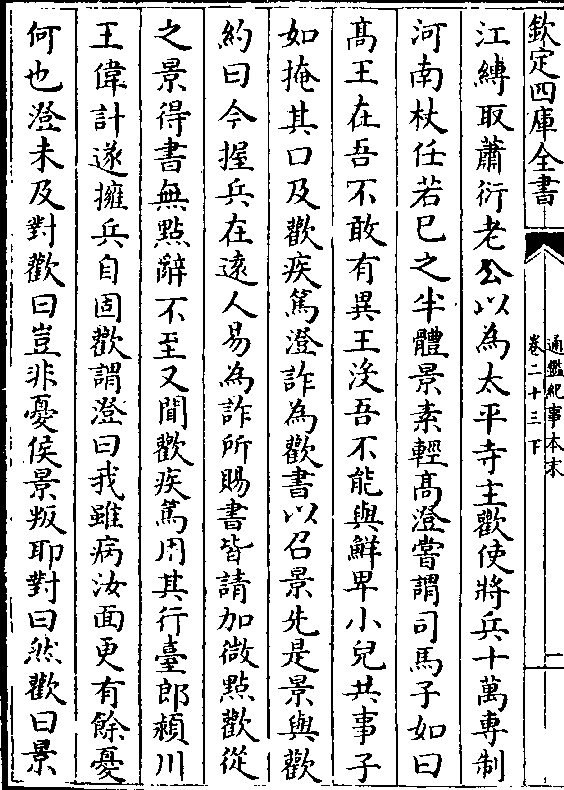 欽定四庫全書
通鑑紀事本末
卷二十三下
江縛取蕭衍老公以為太平寺主歡使將兵十萬専制
河南杖任若已之半體景素輕髙澄嘗謂司馬子如曰
髙王在吾不敢有異王没吾不能與鮮卑小兒共事子
如掩其口及歡疾篤澄詐為歡書以召景先是景與歡
約曰今握兵在逺人易為詐所賜書皆請加微㸃歡從
之景得書無㸃辭不至又聞歡疾篤用其行臺郎潁川
王偉計遂擁兵自固歡謂澄曰我雖病汝面更有餘憂
何也澄未及對歡曰豈非憂侯景叛耶對曰然歡曰景